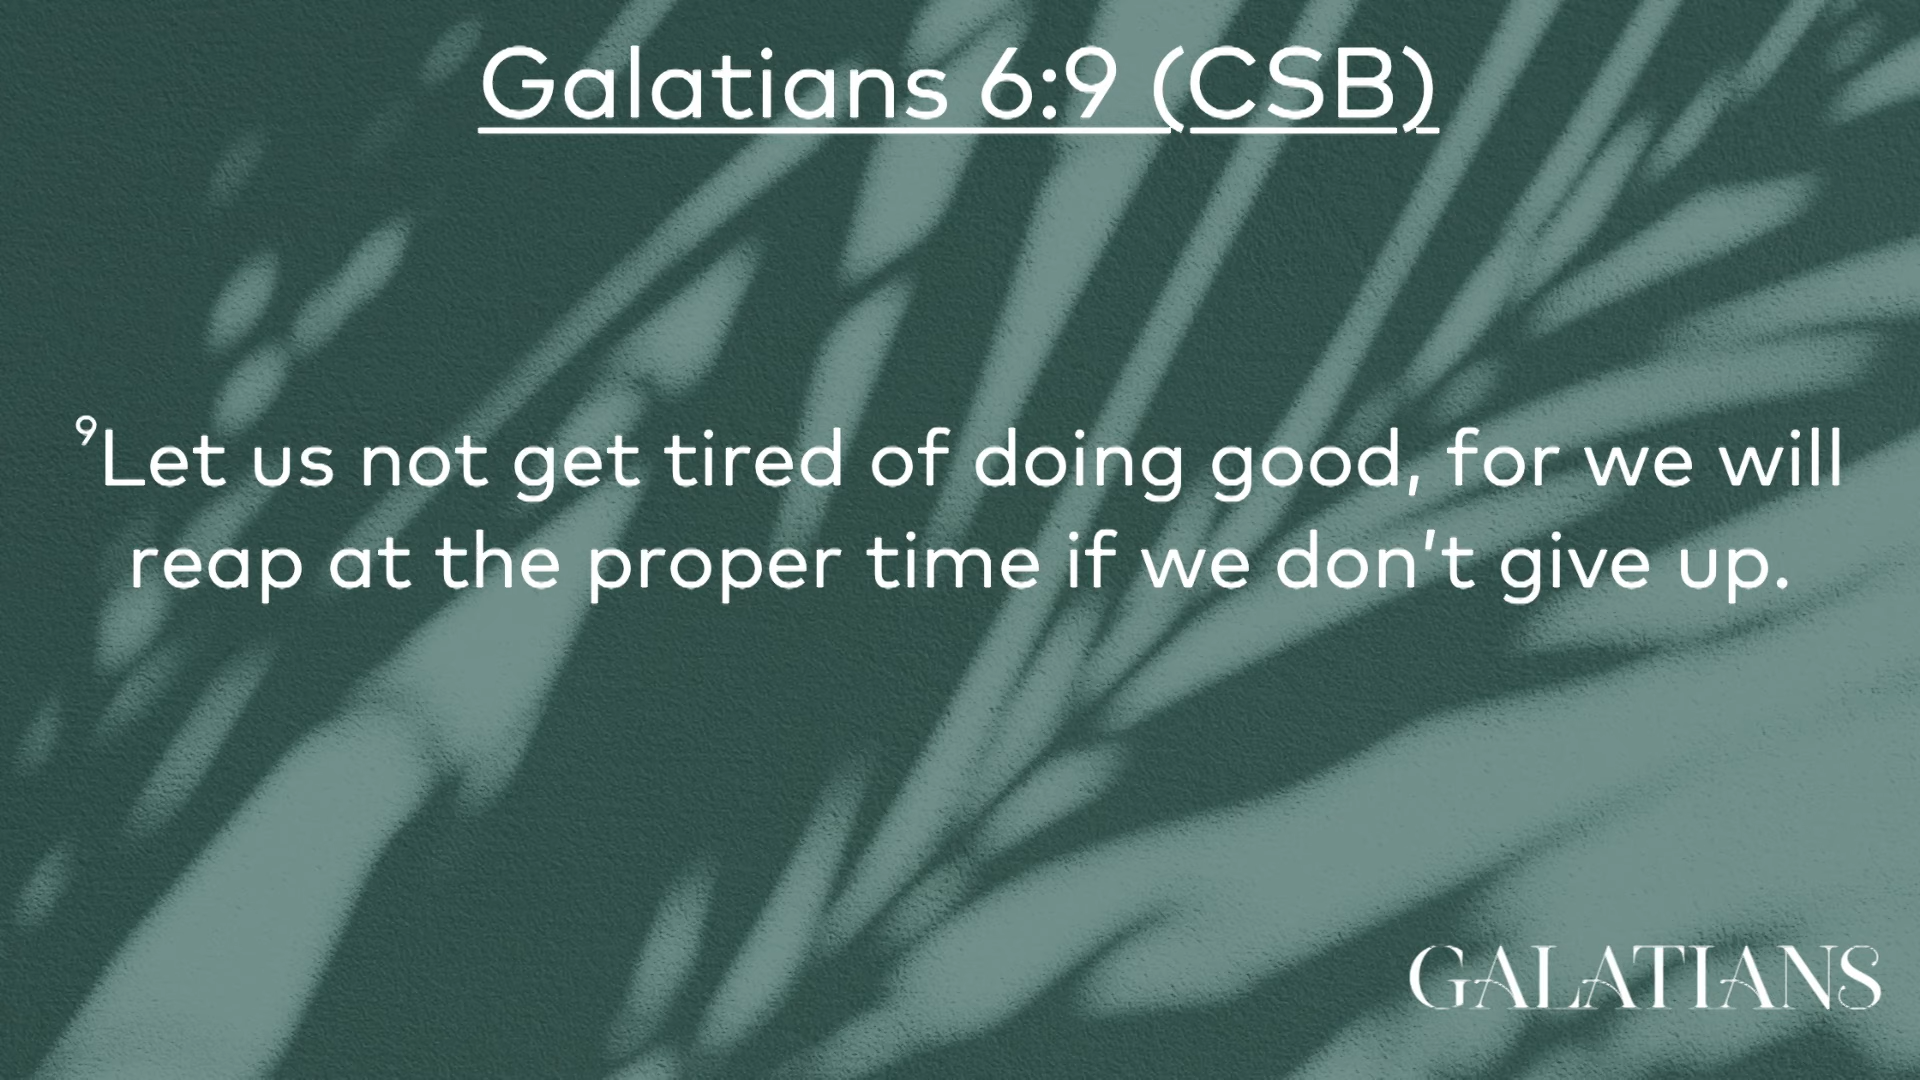 Galatians 6:9 (CSB)
⁹Let us not get tired of doing good, for we will
reap at the proper time if we don’t give up.
GALATIANS